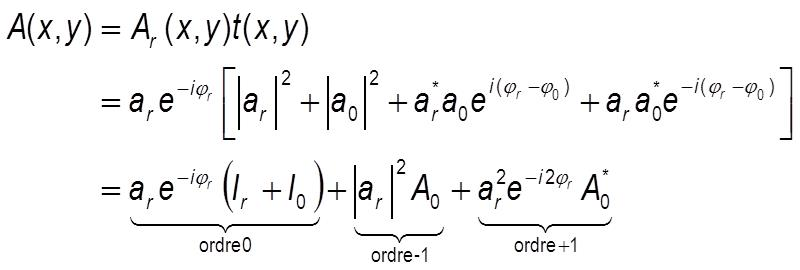 A(x,y) = A_r (x,y)t(x,y)
= a_r e^{-iφ_r} [ |a_r|^2 + |a_0|^2 + a_r^* a_0 e^{i(φ_r - φ_0)} + a_r a_0^* e^{-i(φ_r - φ_0)} ]
= a_r e^{-iφ_r} (I_r + I_0) + |a_r|^2 A_0 + a_r^2 e^{-i2φ_r} A_0^*
ordre0 ordre-1 ordre+1